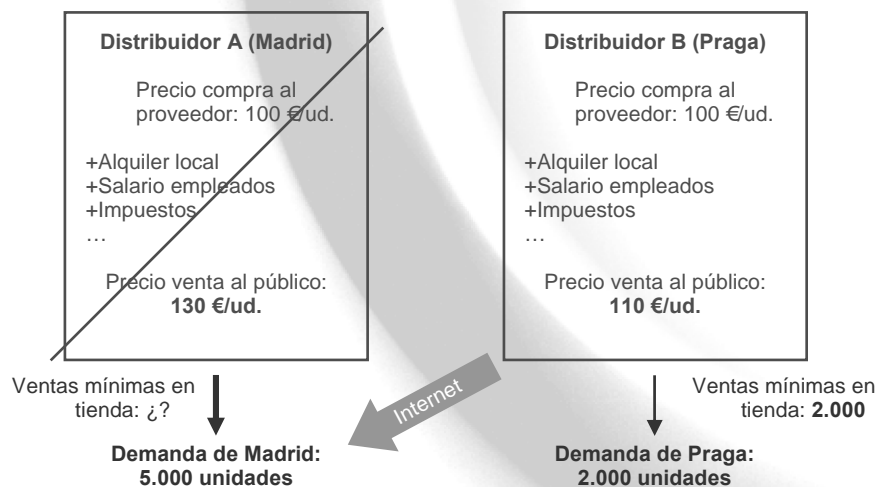 Distribuidor A (Madrid)
Precio compra al
proveedor: 100 €/ud.
+Alquiler local
+Salario empleados
+Impuestos
…
Precio venta al público:
130 €/ud.
Ventas mínimas en
tienda: ¿?
Demanda de Madrid:
5.000 unidades
Internet
Distribuidor B (Praga)
Precio compra al
proveedor: 100 €/ud.
+Alquiler local
+Salario empleados
+Impuestos
…
Precio venta al público:
110 €/ud.
Ventas mínimas en
tienda: 2.000
Demanda de Praga:
2.000 unidades